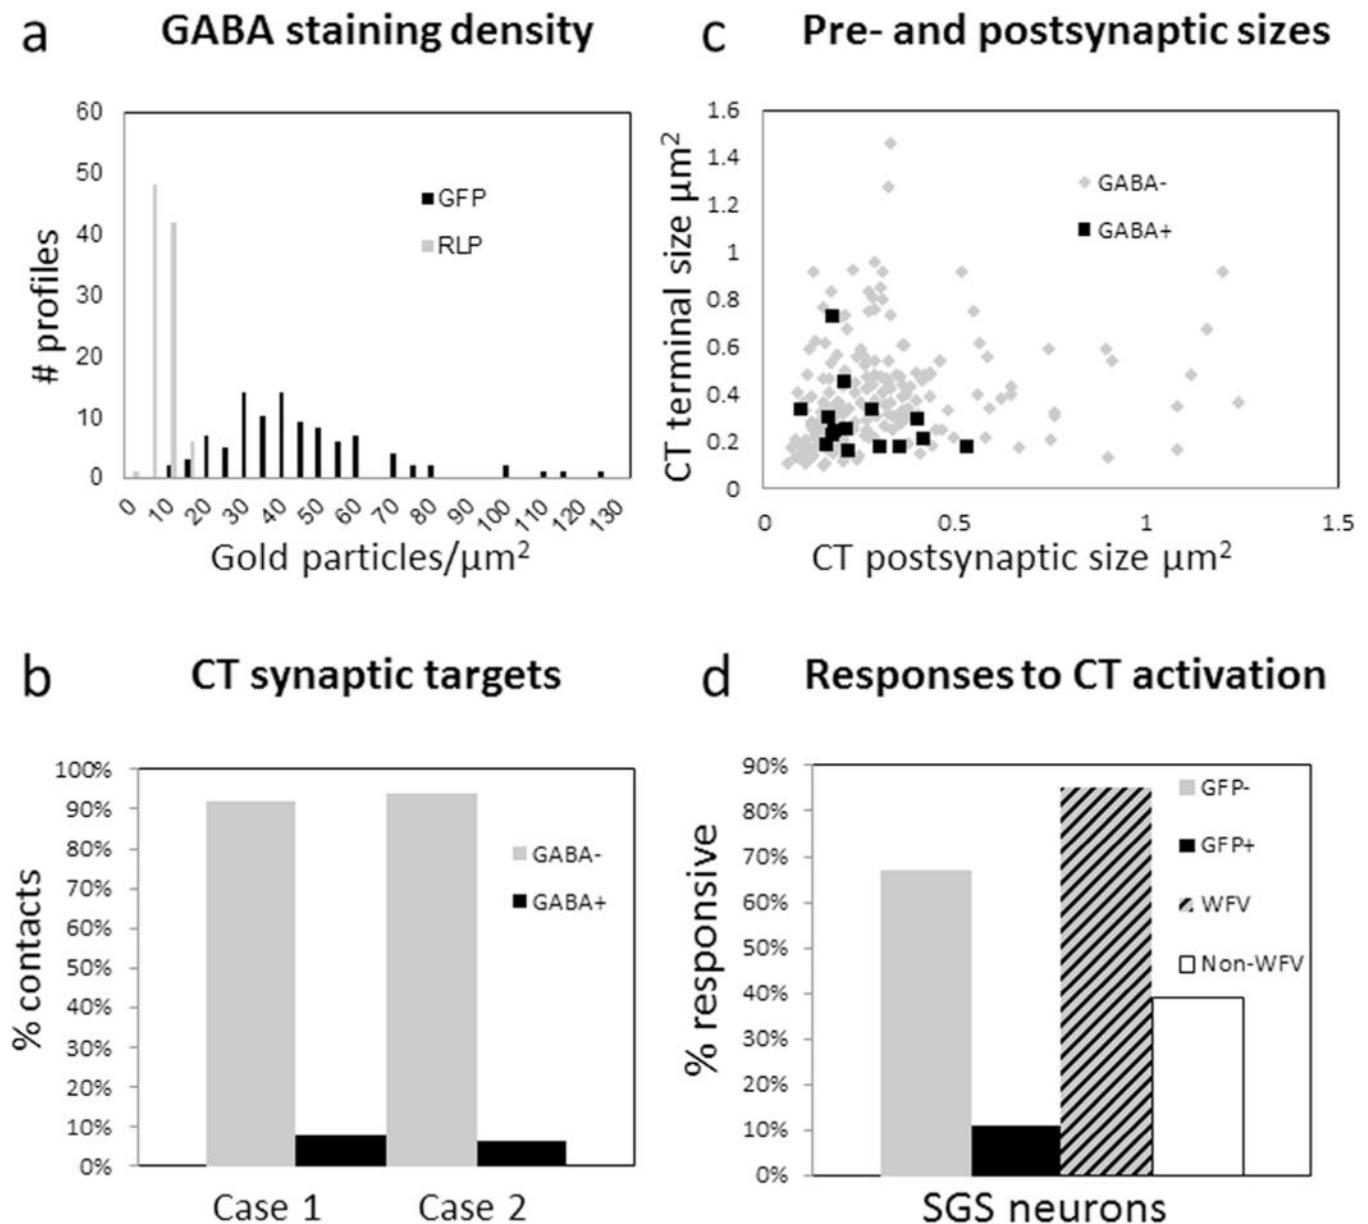 a GABA staining density
60
50
40
30
20
10
0
# profiles
GFP
RLP
0 10 20 30 40 50 60 70 80 90 100 110 120 130
Gold particles/µm²
c Pre- and postsynaptic sizes
1.6
1.4
1.2
1
0.8
0.6
0.4
0.2
0
CT terminal size µm²
GABA-
GABA+
0 0.5 1 1.5
CT postsynaptic size µm²
b CT synaptic targets
100%
90%
80%
70%
60%
50%
40%
30%
20%
10%
0%
% contacts
GABA-
GABA+
Case 1 Case 2
d Responses to CT activation
90%
80%
70%
60%
50%
40%
30%
20%
10%
0%
% responsive
GFP-
GFP+
WFV
Non-WFV
SGS neurons